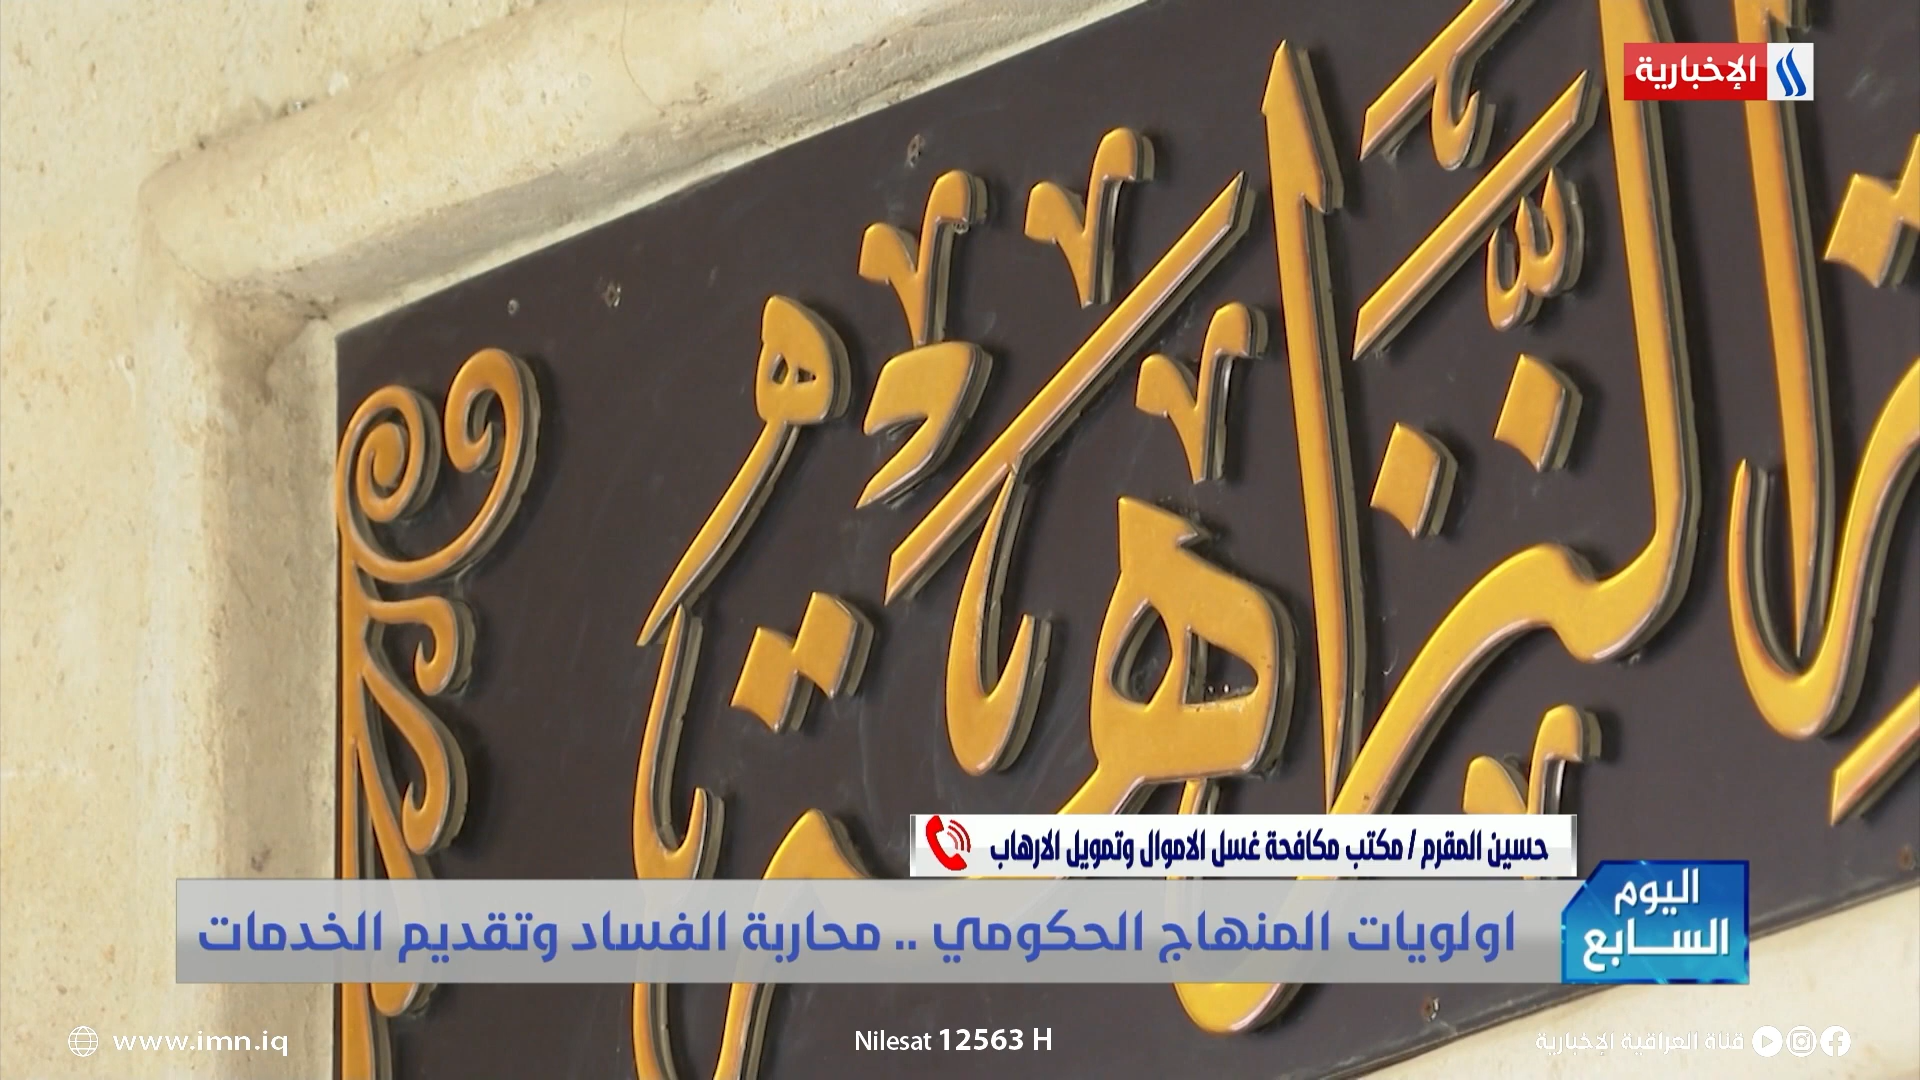 الإخبارية
النزاهة
حسين المقرم / مكتب مكافحة غسل الاموال وتمويل الارهاب
اولويات المنهاج الحكومي .. محاربة الفساد وتقديم الخدمات
اليوم
السابع
www.imn.iq
Nilesat 12563 H
قناة العراقية الإخبارية